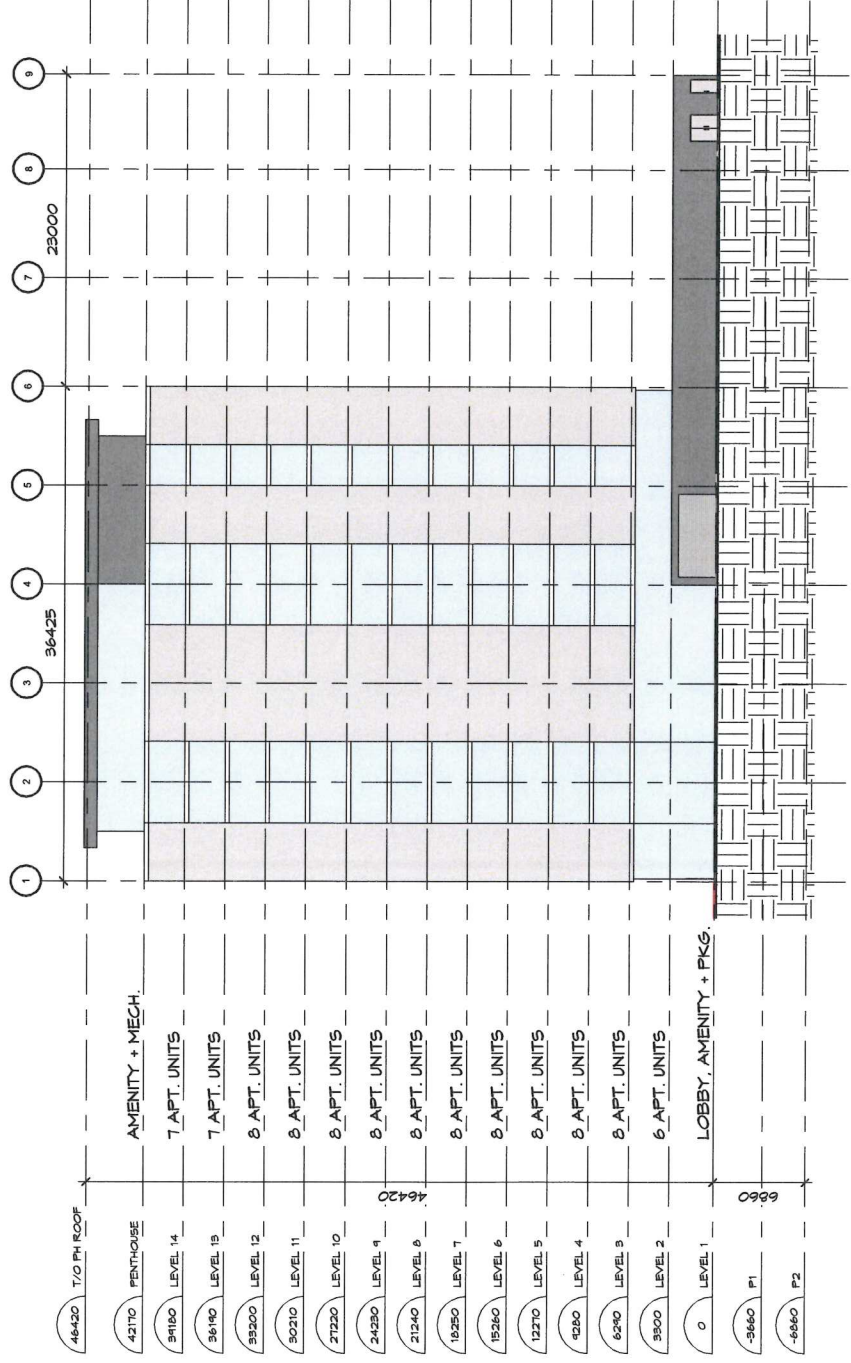 1 2 3 4 5 6 7 8 9
36425 23000
46420 T/O PH ROOF
42170 PENTHOUSE AMENITY + MECH.
39180 LEVEL 14 7 APT. UNITS
36190 LEVEL 13 7 APT. UNITS
33200 LEVEL 12 8 APT. UNITS
30210 LEVEL 11 8 APT. UNITS
27220 LEVEL 10 8 APT. UNITS
24230 LEVEL 9 8 APT. UNITS
21240 LEVEL 8 8 APT. UNITS
18250 LEVEL 7 8 APT. UNITS
15260 LEVEL 6 8 APT. UNITS
12270 LEVEL 5 8 APT. UNITS
9280 LEVEL 4 8 APT. UNITS
6290 LEVEL 3 8 APT. UNITS
3300 LEVEL 2 6 APT. UNITS
0 LEVEL 1 LOBBY, AMENITY + PKG.
-3660 P1
-6860 P2
46420
6860